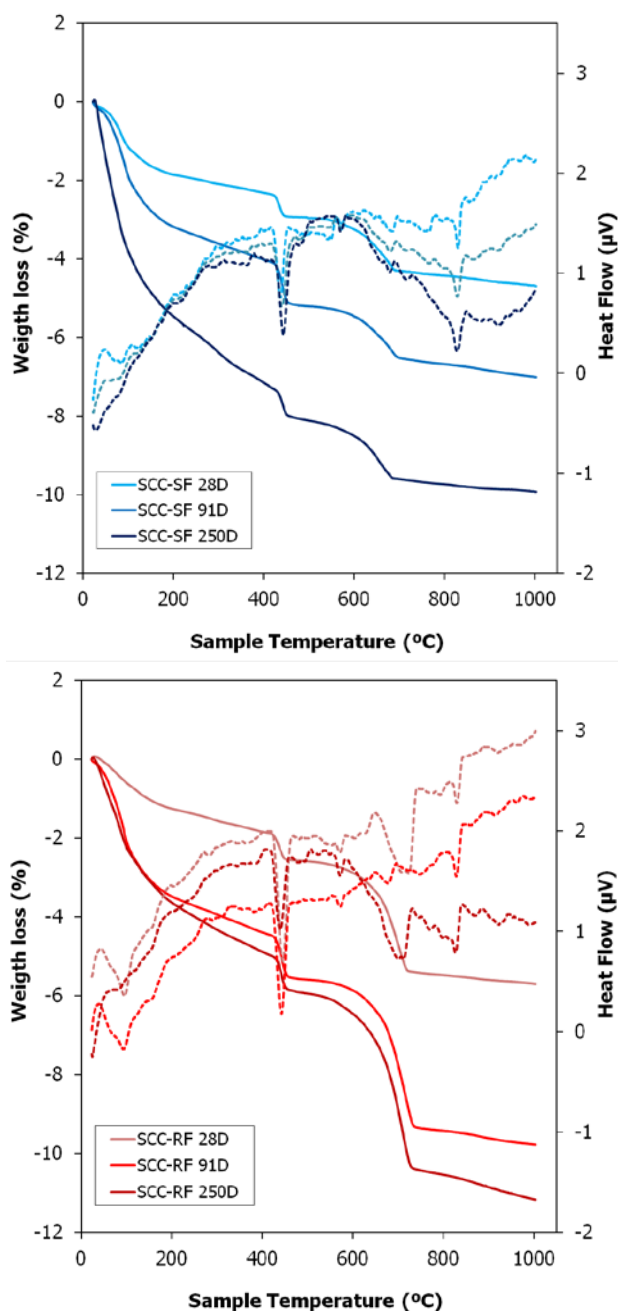 2
0
-2
-4
-6
-8
-10
-12
Weigth loss (%)
3
2
1
0
-1
-2
Heat Flow (µV)
SCC-SF 28D
SCC-SF 91D
SCC-SF 250D
0 200 400 600 800 1000
Sample Temperature (ºC)
2
0
-2
-4
-6
-8
-10
-12
Weigth loss (%)
3
2
1
0
-1
-2
Heat Flow (µV)
SCC-RF 28D
SCC-RF 91D
SCC-RF 250D
0 200 400 600 800 1000
Sample Temperature (ºC)